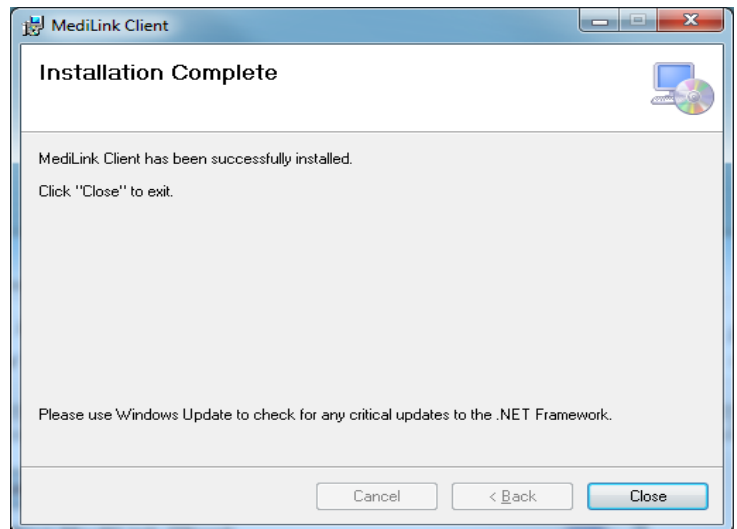 MediLink Client
Installation Complete
MediLink Client has been successfully installed.
Click "Close" to exit.
Please use Windows Update to check for any critical updates to the .NET Framework.
Cancel
< Back
Close